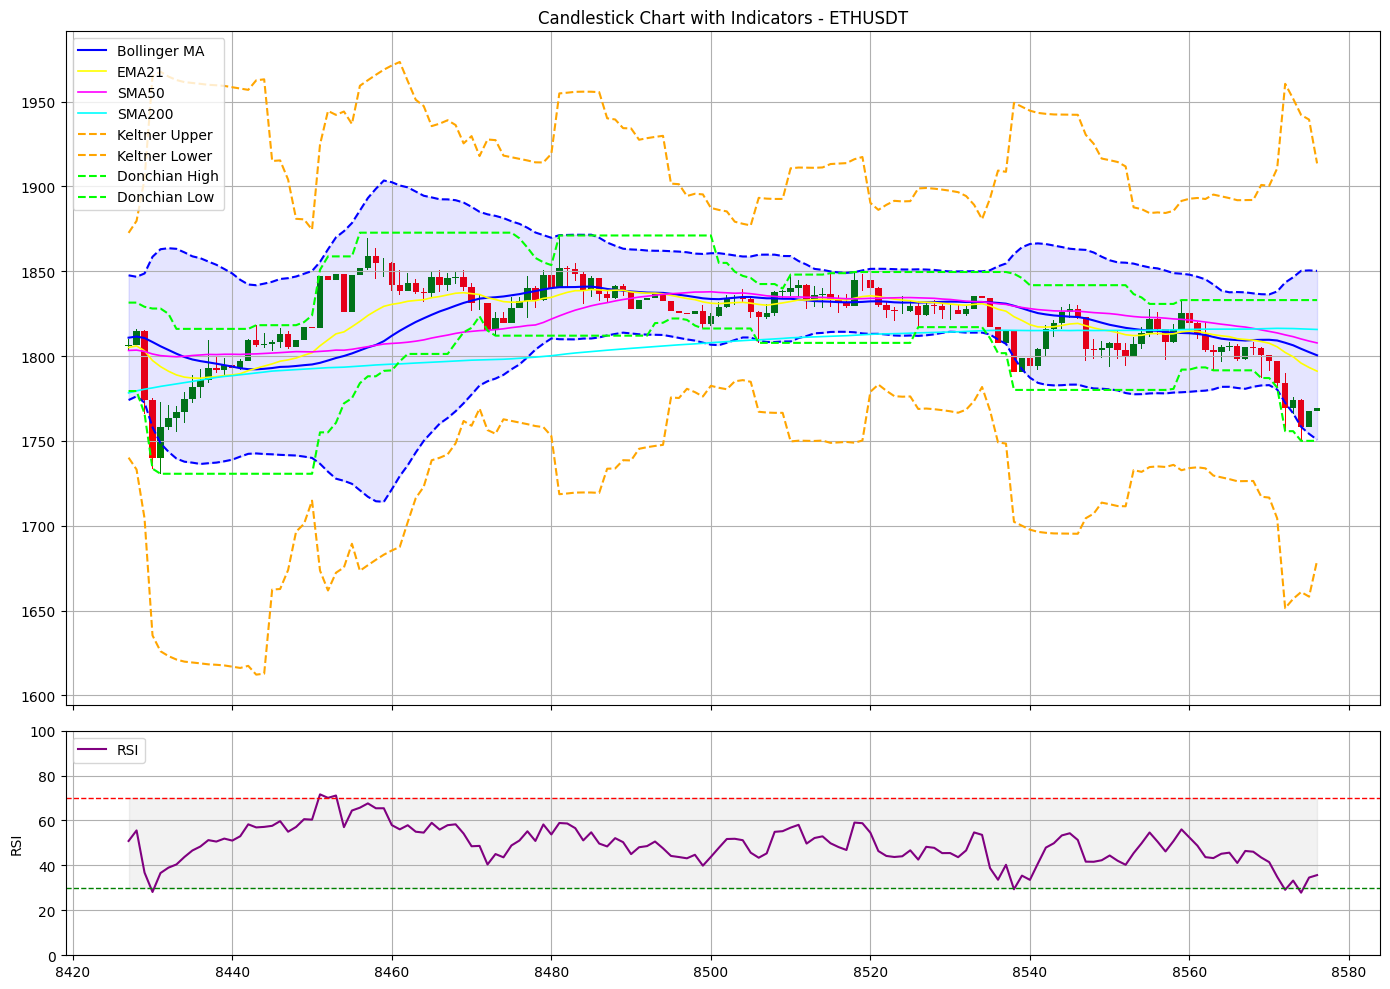 Candlestick Chart with Indicators - ETHUSDT
Bollinger MA
EMA21
SMA50
SMA200
Keltner Upper
Keltner Lower
Donchian High
Donchian Low
1950
1900
1850
1800
1750
1700
1650
1600
RSI
100
80
60
40
20
0
RSI
8420 8440 8460 8480 8500 8520 8540 8560 8580